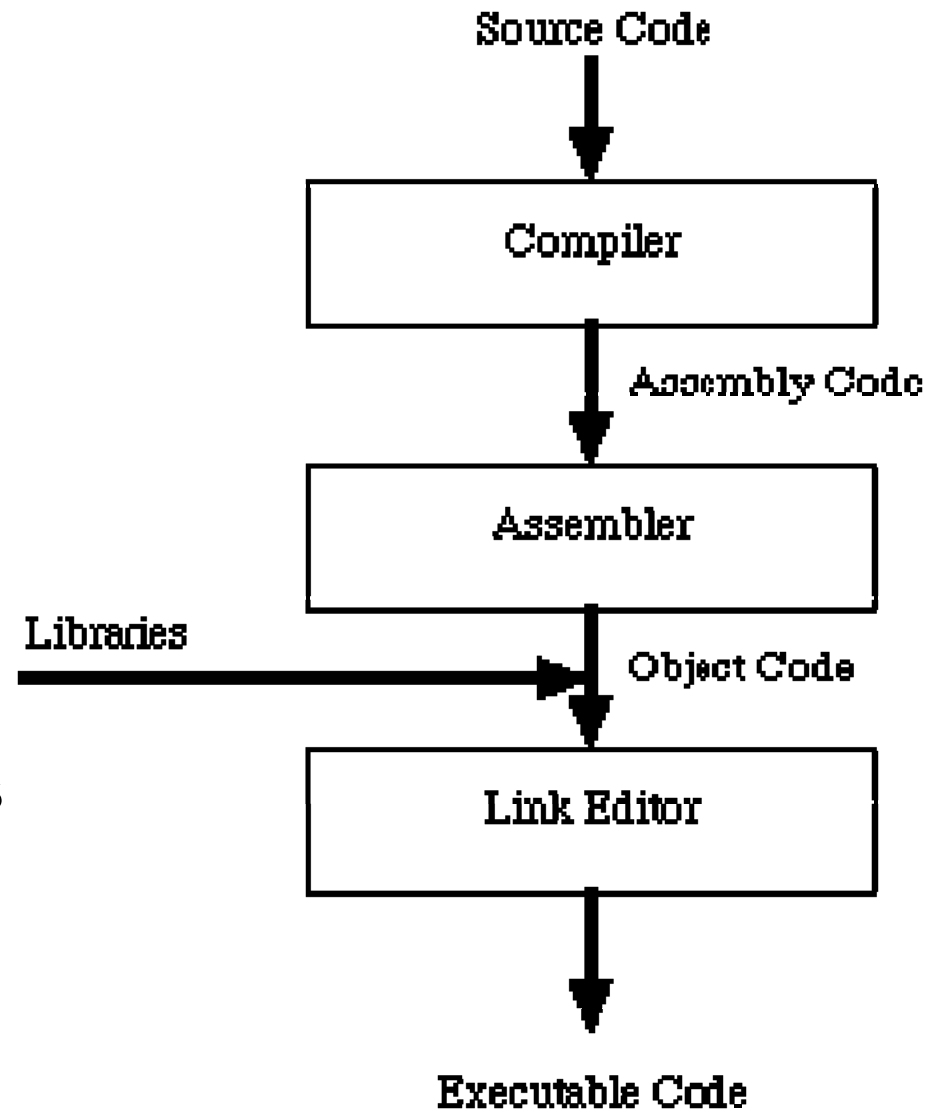 Source Code
Compiler
Assembly Code
Assembler
Libraries
Object Code
Link Editor
Executable Code